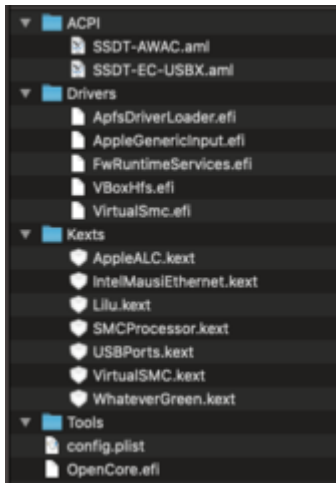 ACPI
SSDT-AWAC.aml
SSDT-EC-USBX.aml
Drivers
ApfsDriverLoader.efi
AppleGenericInput.efi
FwRuntimeServices.efi
VBoxHfs.efi
VirtualSmc.efi
Kexts
AppleALC.kext
IntelMausiEthernet.kext
Lilu.kext
SMCProcessor.kext
USBPorts.kext
VirtualSMC.kext
WhateverGreen.kext
Tools
config.plist
OpenCore.efi